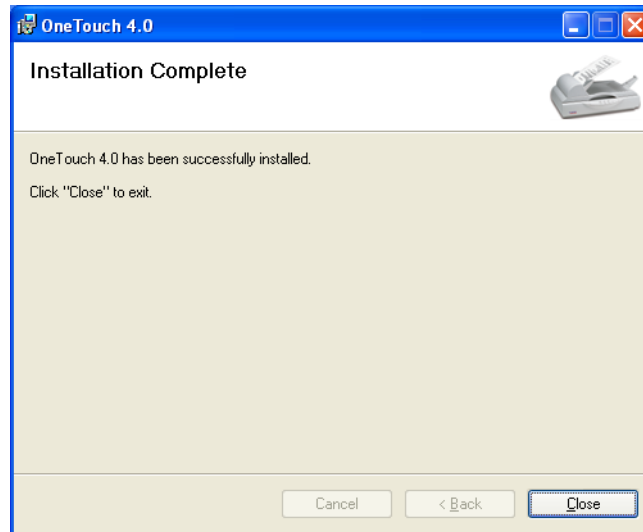 OneTouch 4.0
Installation Complete
OneTouch 4.0 has been successfully installed.
Click "Close" to exit.
Cancel
< Back
Close